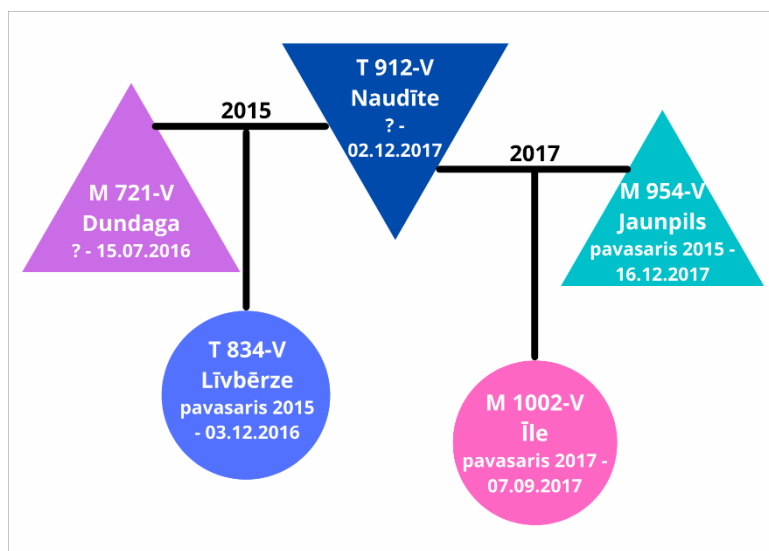 T 912-V
Naudīte
? -
02.12.2017
2015
2017
M 721-V
Dundaga
? - 15.07.2016
M 954-V
Jaunpils
pavasaris 2015 -
16.12.2017
T 834-V
Līvbērze
pavasaris 2015
- 03.12.2016
M 1002-V
Īle
pavasaris 2017 -
07.09.2017